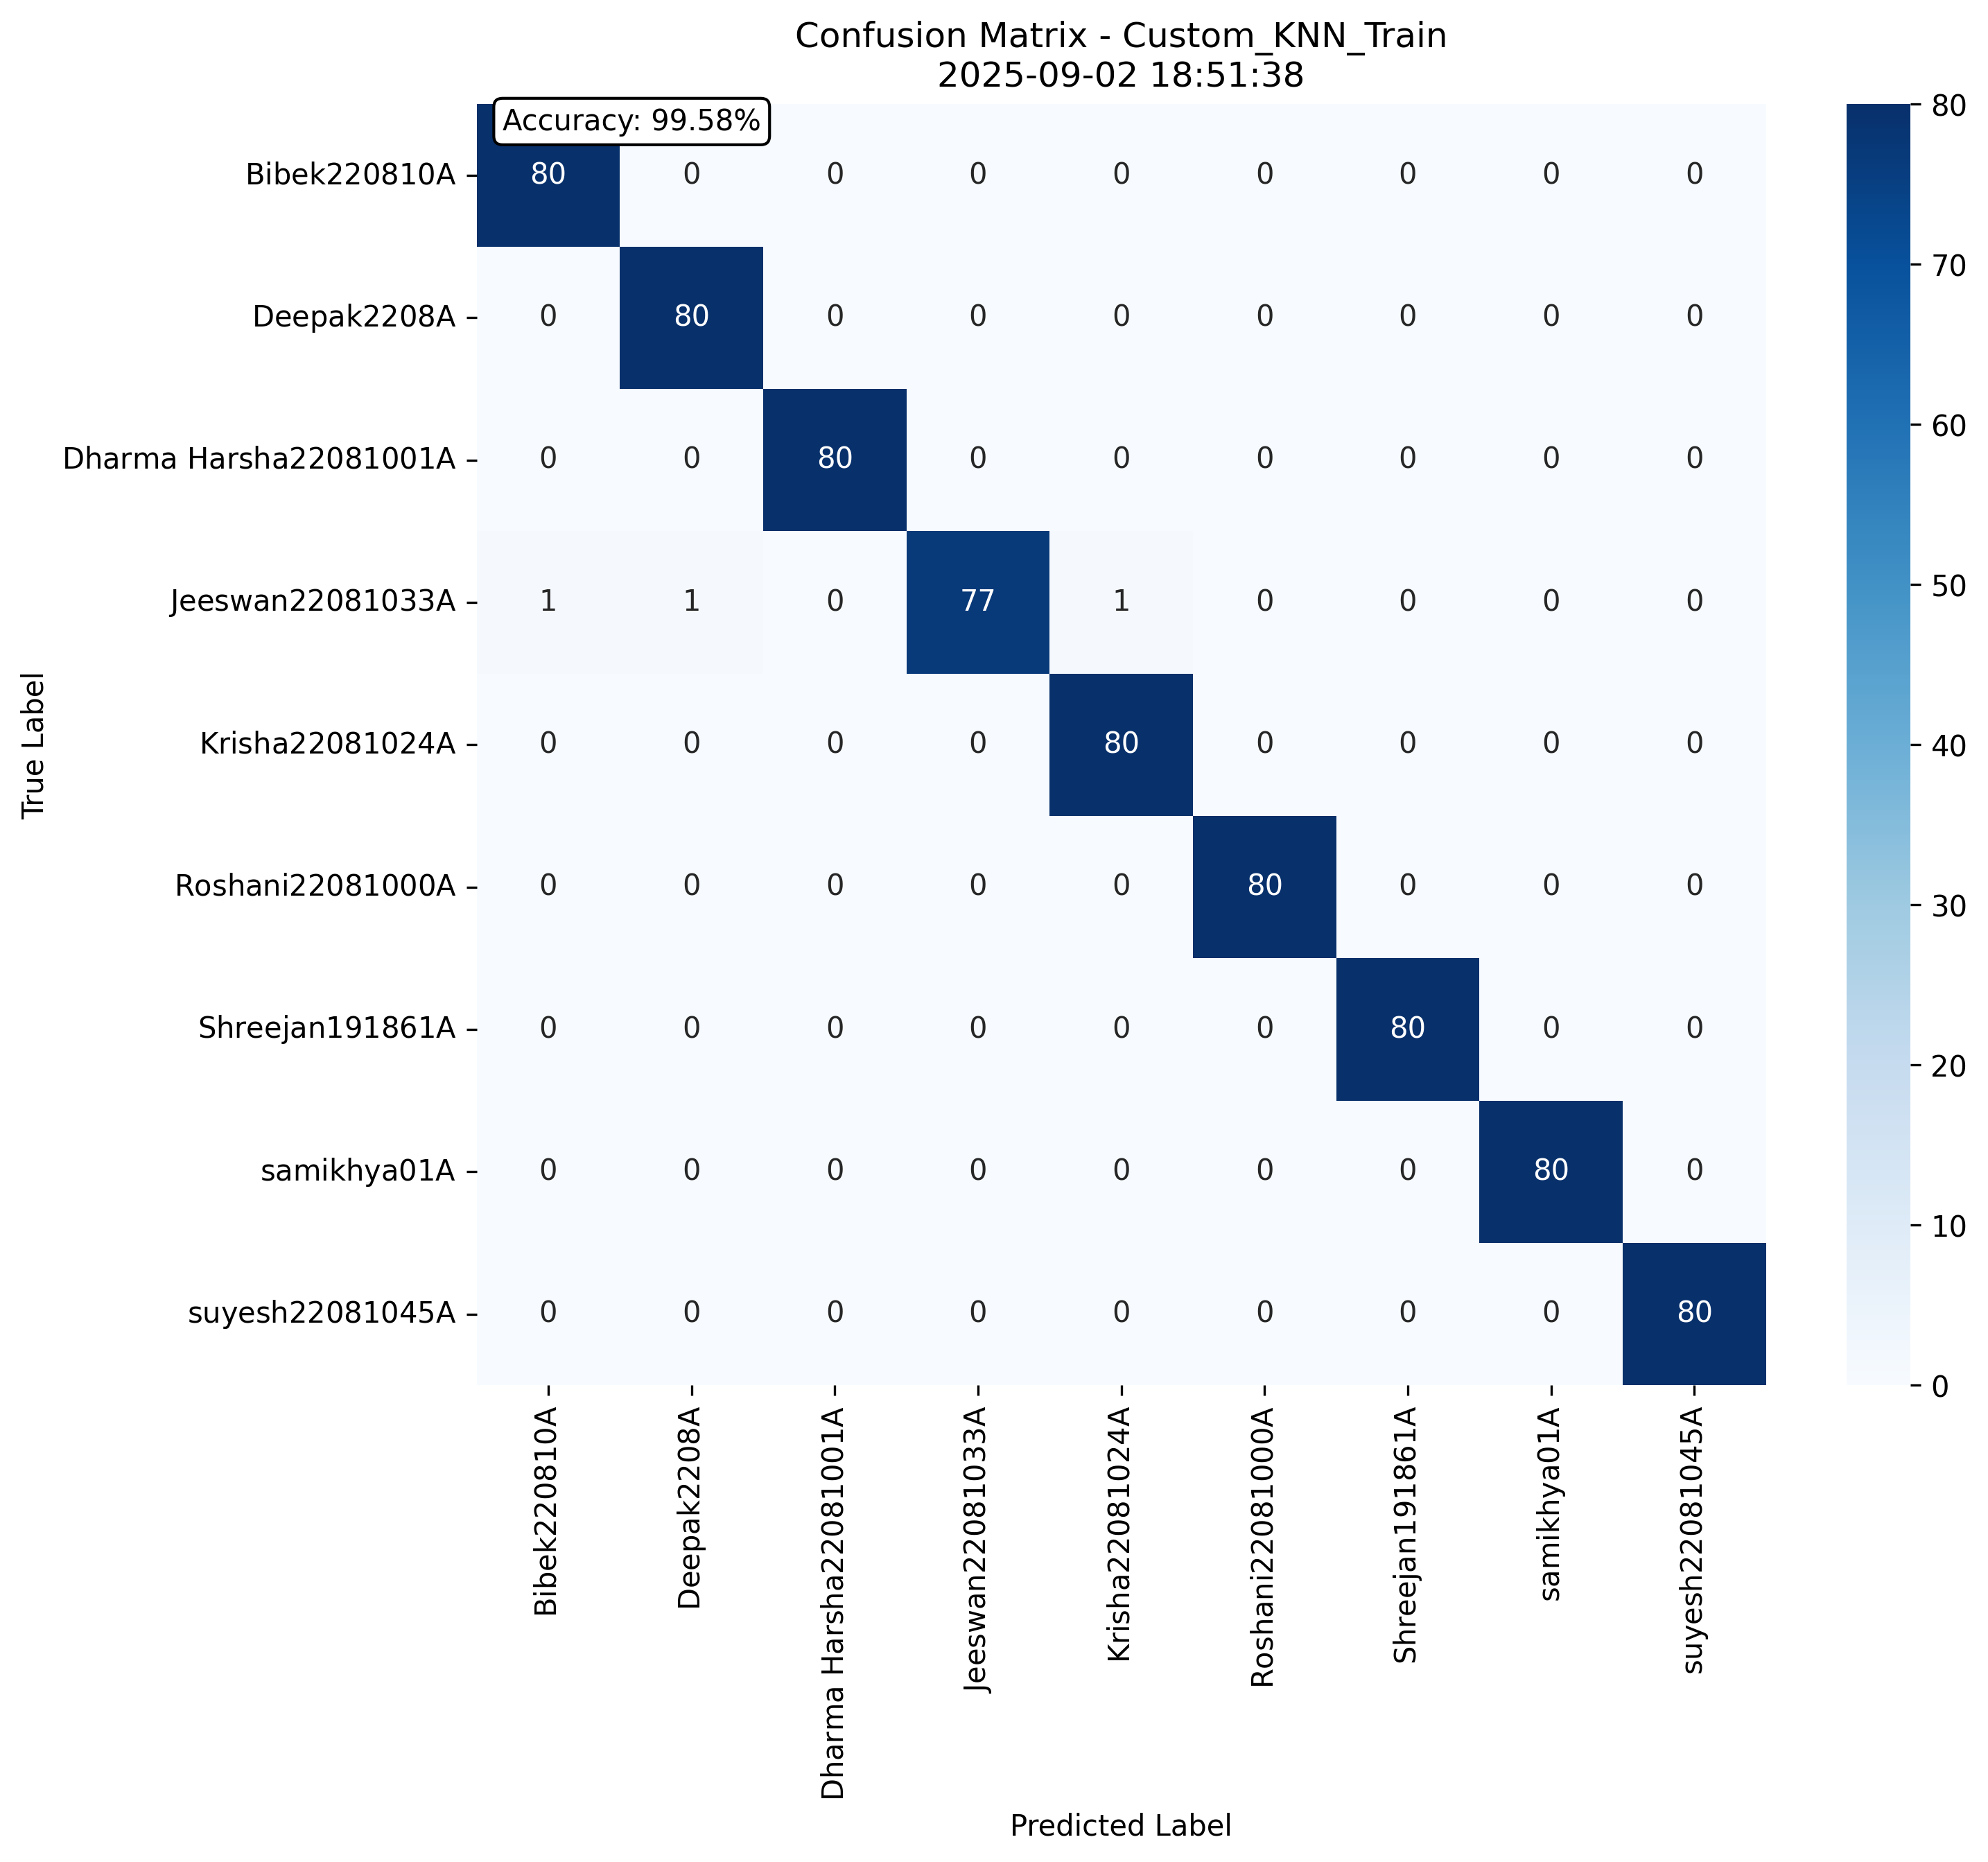 Confusion Matrix - Custom_KNN_Train
2025-09-02 18:51:38
Accuracy: 99.58%
Bibek220810A 80 0 0 0 0 0 0 0 0
Deepak2208A 0 80 0 0 0 0 0 0 0
Dharma Harsha22081001A 0 0 80 0 0 0 0 0 0
Jeeswan22081033A 1 1 0 77 1 0 0 0 0
Krisha22081024A 0 0 0 0 80 0 0 0 0
Roshani22081000A 0 0 0 0 0 80 0 0 0
Shreejan191861A 0 0 0 0 0 0 80 0 0
samikhya01A 0 0 0 0 0 0 0 80 0
suyesh22081045A 0 0 0 0 0 0 0 0 80
True Label
Bibek220810A
Deepak2208A
Dharma Harsha22081001A
Jeeswan22081033A
Krisha22081024A
Roshani22081000A
Shreejan191861A
samikhya01A
suyesh22081045A
Predicted Label
80
70
60
50
40
30
20
10
0